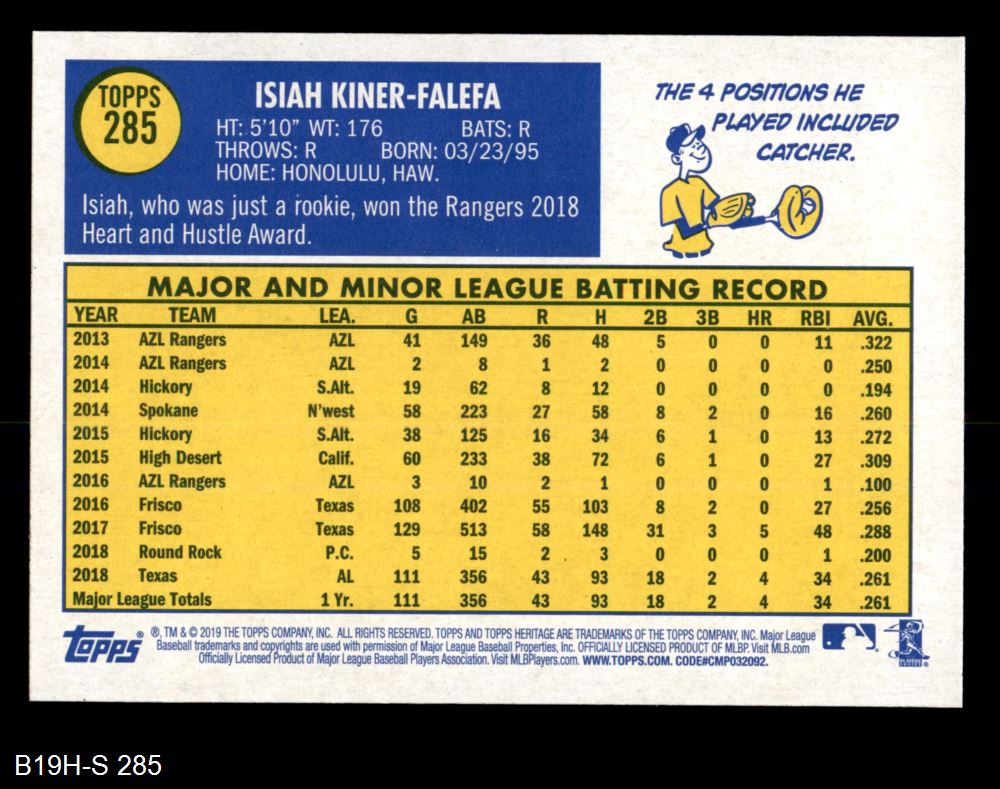 TOPPS
285
ISIAH KINER-FALEFA
HT: 5'10" WT: 176 BATS: R
THROWS: R BORN: 03/23/95
HOME: HONOLULU, HAW.
Isiah, who was just a rookie, won the Rangers 2018
Heart and Hustle Award.
THE 4 POSITIONS HE
PLAYED INCLUDED
CATCHER.
MAJOR AND MINOR LEAGUE BATTING RECORD
YEAR TEAM LEA. G AB R H 2B 3B HR RBI AVG.
2013 AZL Rangers AZL 41 149 36 48 5 0 0 11 .322
2014 AZL Rangers AZL 2 8 1 2 0 0 0 0 .250
2014 Hickory S.Alt. 19 62 8 12 0 0 0 0 .194
2014 Spokane N'west 58 223 27 58 8 2 0 16 .260
2015 Hickory S.Alt. 38 125 16 34 6 1 0 13 .272
2015 High Desert Calif. 60 233 38 72 6 1 0 27 .309
2016 AZL Rangers AZL 3 10 2 1 0 0 0 1 .100
2016 Frisco Texas 108 402 55 103 8 2 0 27 .256
2017 Frisco Texas 129 513 58 148 31 3 5 48 .288
2018 Round Rock P.C. 5 15 2 3 0 0 0 1 .200
2018 Texas AL 111 356 43 93 18 2 4 34 .261
Major League Totals 1 Yr. 111 356 43 93 18 2 4 34 .261
topps
®, TM & © 2019 THE TOPPS COMPANY, INC. ALL RIGHTS RESERVED. TOPPS AND TOPPS HERITAGE ARE TRADEMARKS OF THE TOPPS COMPANY, INC. Major League
Baseball trademarks and copyrights are used with permission of Major League Baseball Properties, Inc. OFFICIALLY LICENSED PRODUCT OF MLBP. Visit MLB.com
Officially Licensed Product of Major League Baseball Players Association. Visit MLBPlayers.com. WWW.TOPPS.COM. CODE#CMP032092.
B19H-S 285